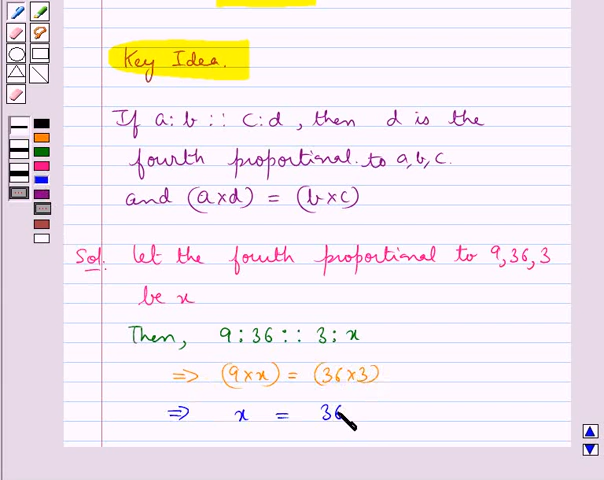 Key Idea.
If a:b :: c:d, then d is the
fourth proportional to a,b,c.
and (a×d) = (b×c)
Sol. let the fourth proportional to 9,36,3
be x
Then, 9:36 :: 3:x
⇒ (9×x) = (36×3)
⇒ x = 36